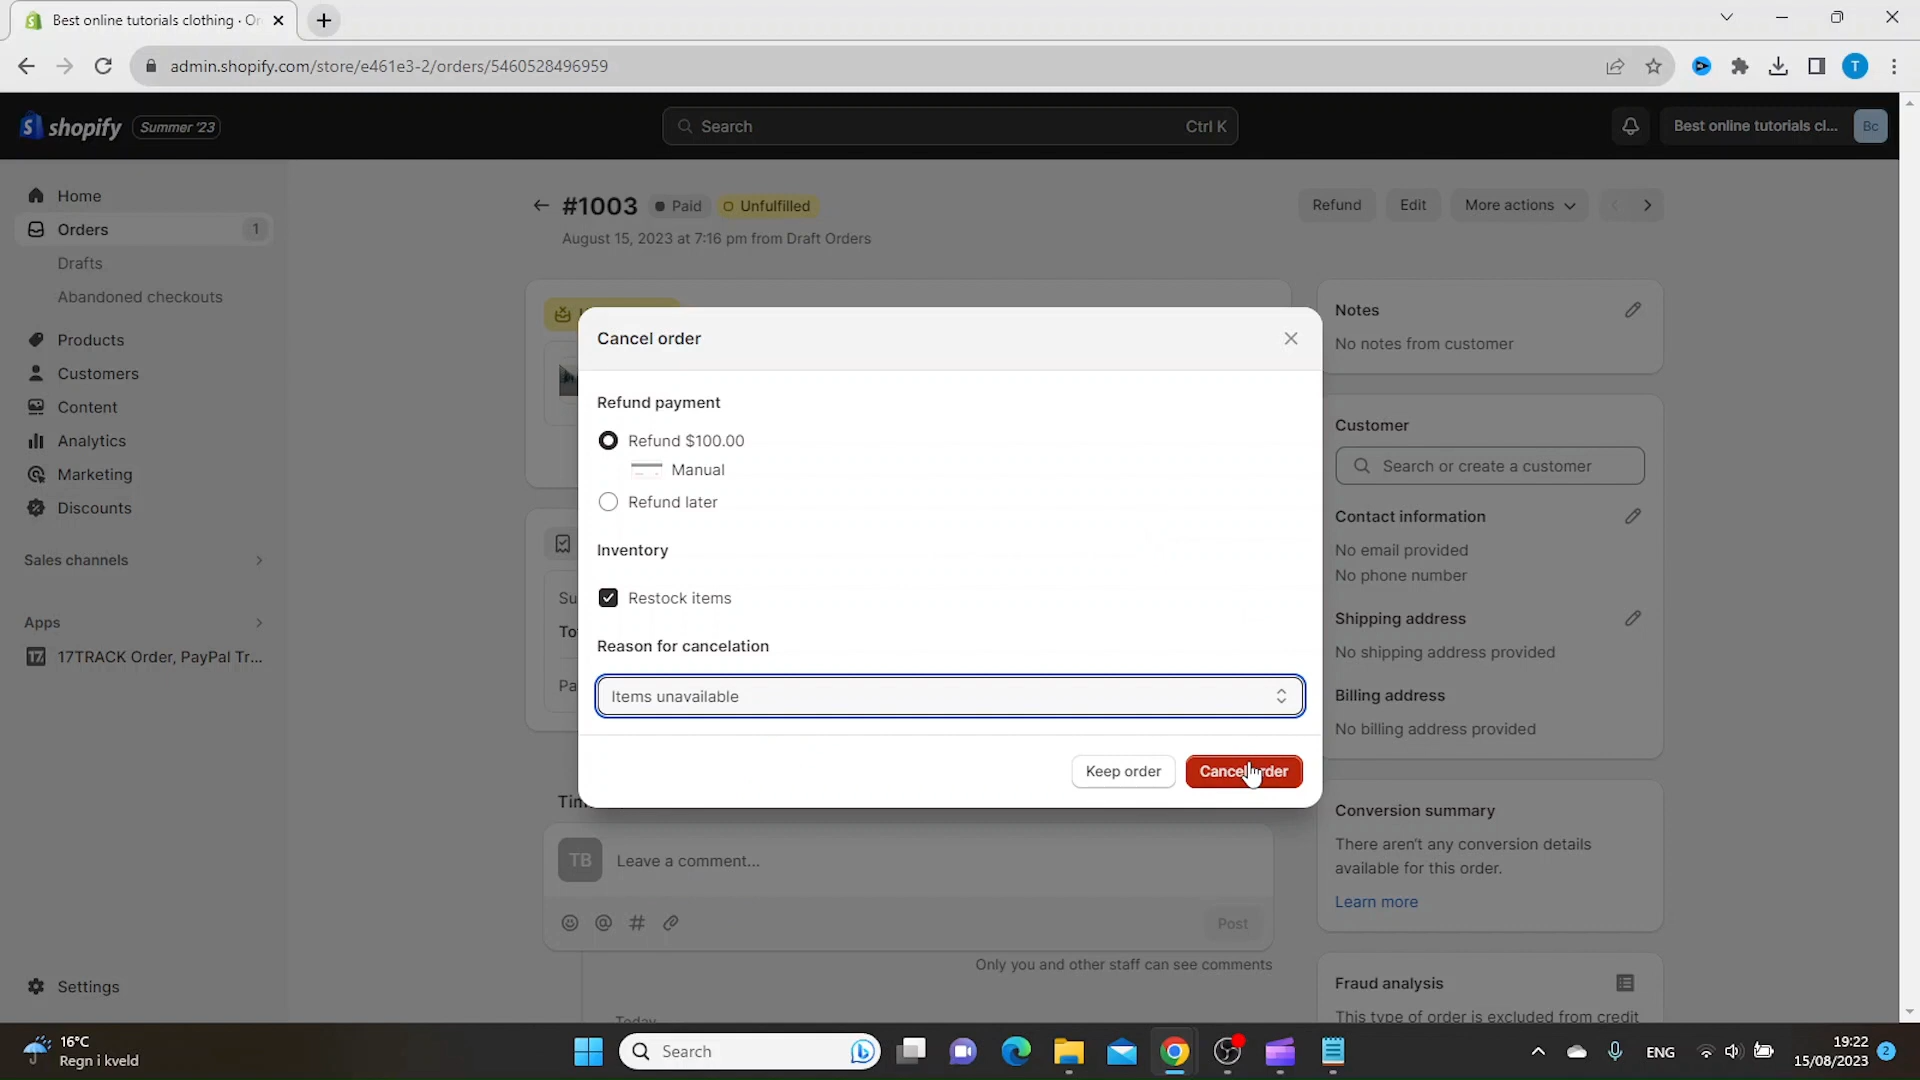 Best online tutorials clothing · Or
admin.shopify.com/store/e461e3-2/orders/5460528496959
shopify
Summer '23
Search
Ctrl K
Best online tutorials cl...
Bc
Home
Orders
1
Drafts
Abandoned checkouts
Products
Customers
Content
Analytics
Marketing
Discounts
Sales channels
Apps
17TRACK Order, PayPal Tr...
Settings
#1003
Paid
Unfulfilled
August 15, 2023 at 7:16 pm from Draft Orders
Refund
Edit
More actions
Cancel order
Refund payment
Refund $100.00
Manual
Refund later
Inventory
Restock items
Reason for cancelation
Items unavailable
Keep order
Cancel order
Su
To
Pa
Tim
TB
Leave a comment...
Post
Only you and other staff can see comments
Today
Notes
No notes from customer
Customer
Search or create a customer
Contact information
No email provided
No phone number
Shipping address
No shipping address provided
Billing address
No billing address provided
Conversion summary
There aren't any conversion details
available for this order.
Learn more
Fraud analysis
This type of order is excluded from credit
16°C
Regn i kveld
Search
ENG
19:22
15/08/2023
2
T